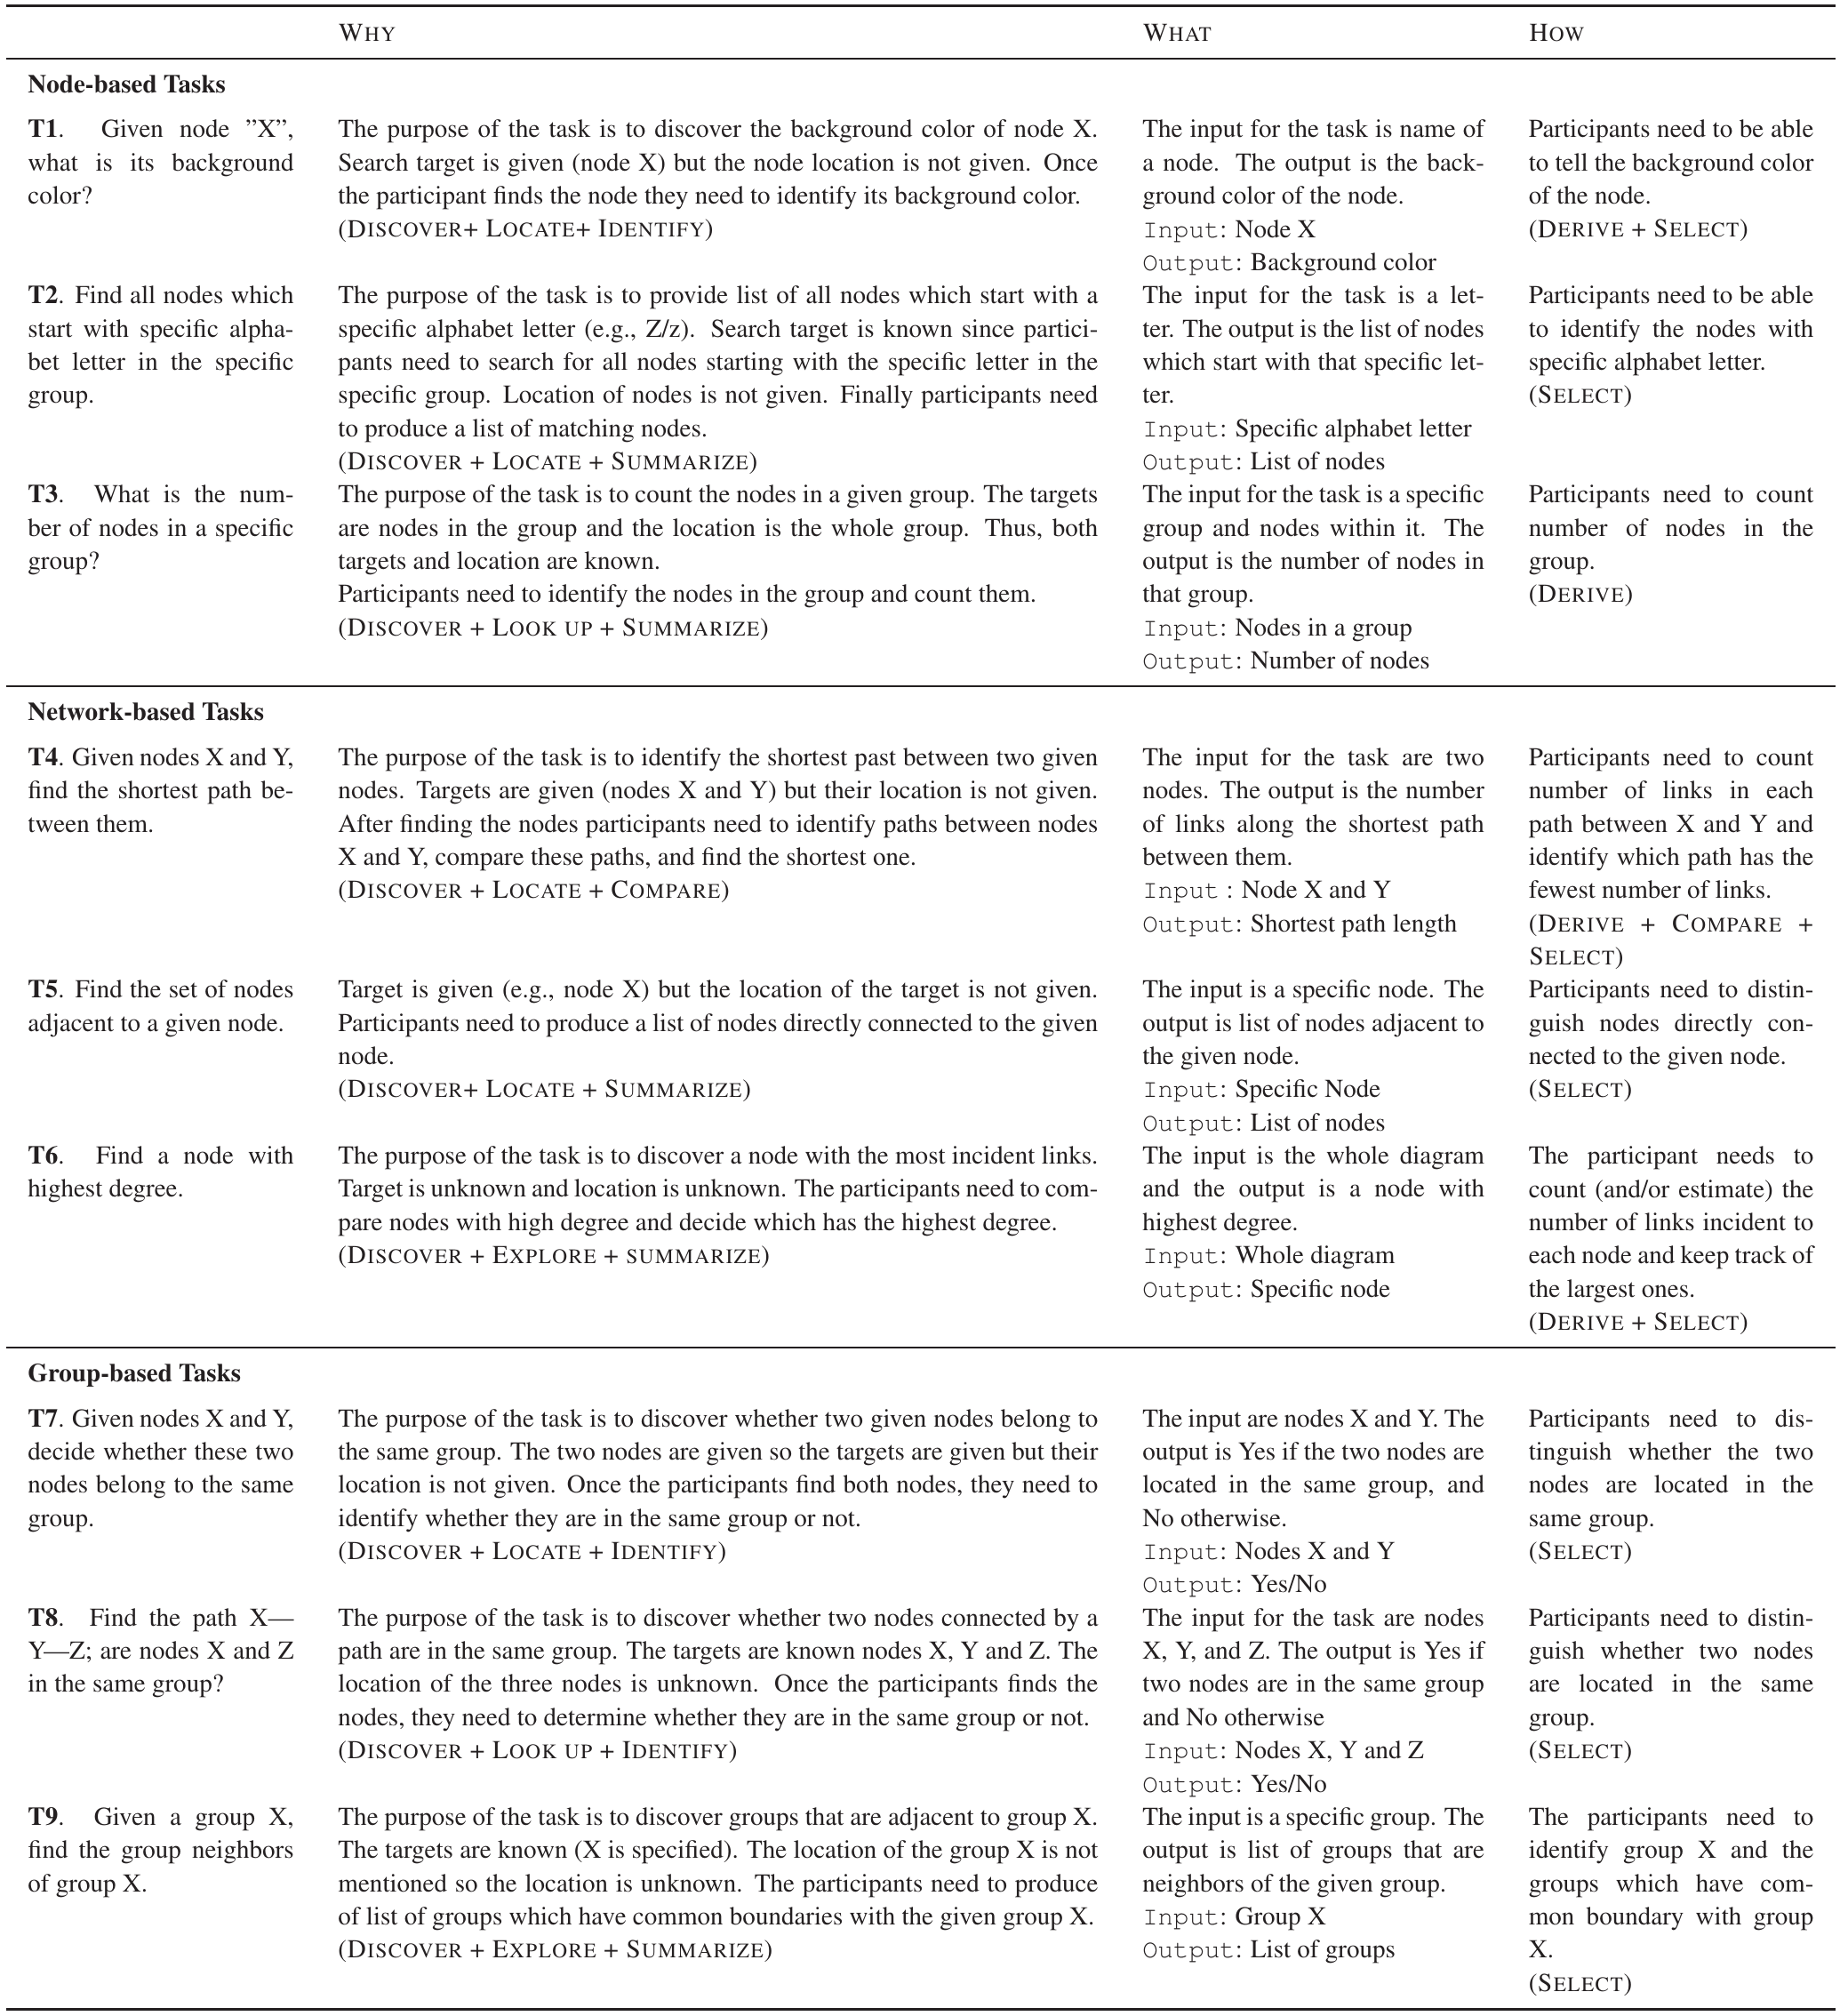 WHY WHAT HOW
Node-based Tasks
T1. Given node ”X”,
what is its background
color?
The purpose of the task is to discover the background color of node X.
Search target is given (node X) but the node location is not given. Once
the participant finds the node they need to identify its background color.
(DISCOVER+ LOCATE+ IDENTIFY)
The input for the task is name of
a node. The output is the back-
ground color of the node.
Input: Node X
Output: Background color
Participants need to be able
to tell the background color
of the node.
(DERIVE + SELECT)
T2. Find all nodes which
start with specific alpha-
bet letter in the specific
group.
The purpose of the task is to provide list of all nodes which start with a
specific alphabet letter (e.g., Z/z). Search target is known since partici-
pants need to search for all nodes starting with the specific letter in the
specific group. Location of nodes is not given. Finally participants need
to produce a list of matching nodes.
(DISCOVER + LOCATE + SUMMARIZE)
The input for the task is a let-
ter. The output is the list of nodes
which start with that specific let-
ter.
Input: Specific alphabet letter
Output: List of nodes
Participants need to be able
to identify the nodes with
specific alphabet letter.
(SELECT)
T3. What is the num-
ber of nodes in a specific
group?
The purpose of the task is to count the nodes in a given group. The targets
are nodes in the group and the location is the whole group. Thus, both
targets and location are known.
Participants need to identify the nodes in the group and count them.
(DISCOVER + LOOK UP + SUMMARIZE)
The input for the task is a specific
group and nodes within it. The
output is the number of nodes in
that group.
Input: Nodes in a group
Output: Number of nodes
Participants need to count
number of nodes in the
group.
(DERIVE)
Network-based Tasks
T4. Given nodes X and Y,
find the shortest path be-
tween them.
The purpose of the task is to identify the shortest past between two given
nodes. Targets are given (nodes X and Y) but their location is not given.
After finding the nodes participants need to identify paths between nodes
X and Y, compare these paths, and find the shortest one.
(DISCOVER + LOCATE + COMPARE)
The input for the task are two
nodes. The output is the number
of links along the shortest path
between them.
Input : Node X and Y
Output: Shortest path length
Participants need to count
number of links in each
path between X and Y and
identify which path has the
fewest number of links.
(DERIVE + COMPARE +
SELECT)
T5. Find the set of nodes
adjacent to a given node.
Target is given (e.g., node X) but the location of the target is not given.
Participants need to produce a list of nodes directly connected to the given
node.
(DISCOVER+ LOCATE + SUMMARIZE)
The input is a specific node. The
output is list of nodes adjacent to
the given node.
Input: Specific Node
Output: List of nodes
Participants need to distin-
guish nodes directly con-
nected to the given node.
(SELECT)
T6. Find a node with
highest degree.
The purpose of the task is to discover a node with the most incident links.
Target is unknown and location is unknown. The participants need to com-
pare nodes with high degree and decide which has the highest degree.
(DISCOVER + EXPLORE + SUMMARIZE)
The input is the whole diagram
and the output is a node with
highest degree.
Input: Whole diagram
Output: Specific node
The participant needs to
count (and/or estimate) the
number of links incident to
each node and keep track of
the largest ones.
(DERIVE + SELECT)
Group-based Tasks
T7. Given nodes X and Y,
decide whether these two
nodes belong to the same
group.
The purpose of the task is to discover whether two given nodes belong to
the same group. The two nodes are given so the targets are given but their
location is not given. Once the participants find both nodes, they need to
identify whether they are in the same group or not.
(DISCOVER + LOCATE + IDENTIFY)
The input are nodes X and Y. The
output is Yes if the two nodes are
located in the same group, and
No otherwise.
Input: Nodes X and Y
Output: Yes/No
Participants need to dis-
tinguish whether the two
nodes are located in the
same group.
(SELECT)
T8. Find the path X—
Y—Z; are nodes X and Z
in the same group?
The purpose of the task is to discover whether two nodes connected by a
path are in the same group. The targets are known nodes X, Y and Z. The
location of the three nodes is unknown. Once the participants finds the
nodes, they need to determine whether they are in the same group or not.
(DISCOVER + LOOK UP + IDENTIFY)
The input for the task are nodes
X, Y, and Z. The output is Yes if
two nodes are in the same group
and No otherwise
Input: Nodes X, Y and Z
Output: Yes/No
Participants need to distin-
guish whether two nodes
are located in the same
group.
(SELECT)
T9. Given a group X,
find the group neighbors
of group X.
The purpose of the task is to discover groups that are adjacent to group X.
The targets are known (X is specified). The location of the group X is not
mentioned so the location is unknown. The participants need to produce
of list of groups which have common boundaries with the given group X.
(DISCOVER + EXPLORE + SUMMARIZE)
The input is a specific group. The
output is list of groups that are
neighbors of the given group.
Input: Group X
Output: List of groups
The participants need to
identify group X and the
groups which have com-
mon boundary with group
X.
(SELECT)